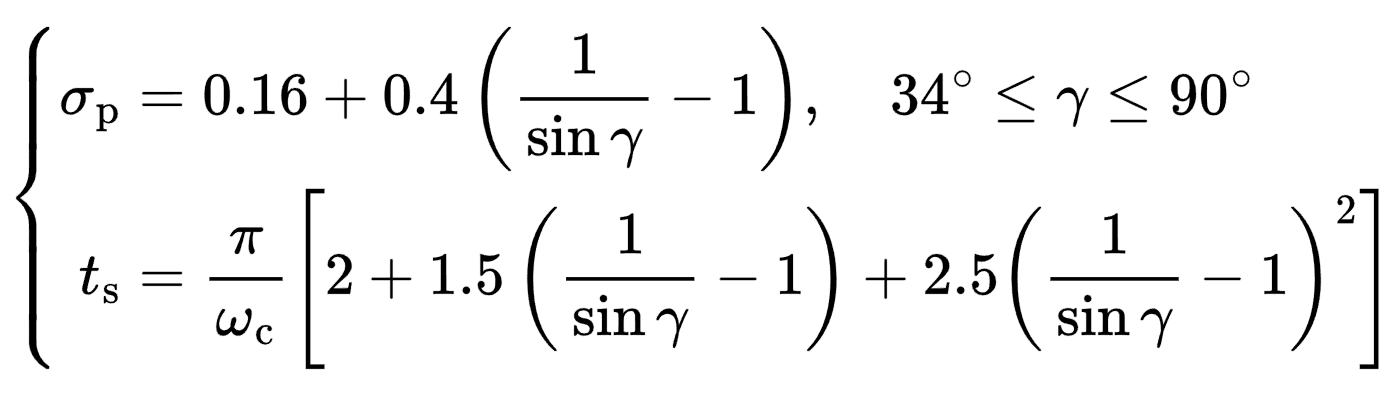 σ_p = 0.16 + 0.4 (1/sin γ − 1), 34° ≤ γ ≤ 90°
t_s = π/ω_c [2 + 1.5 (1/sin γ − 1) + 2.5(1/sin γ − 1)²]